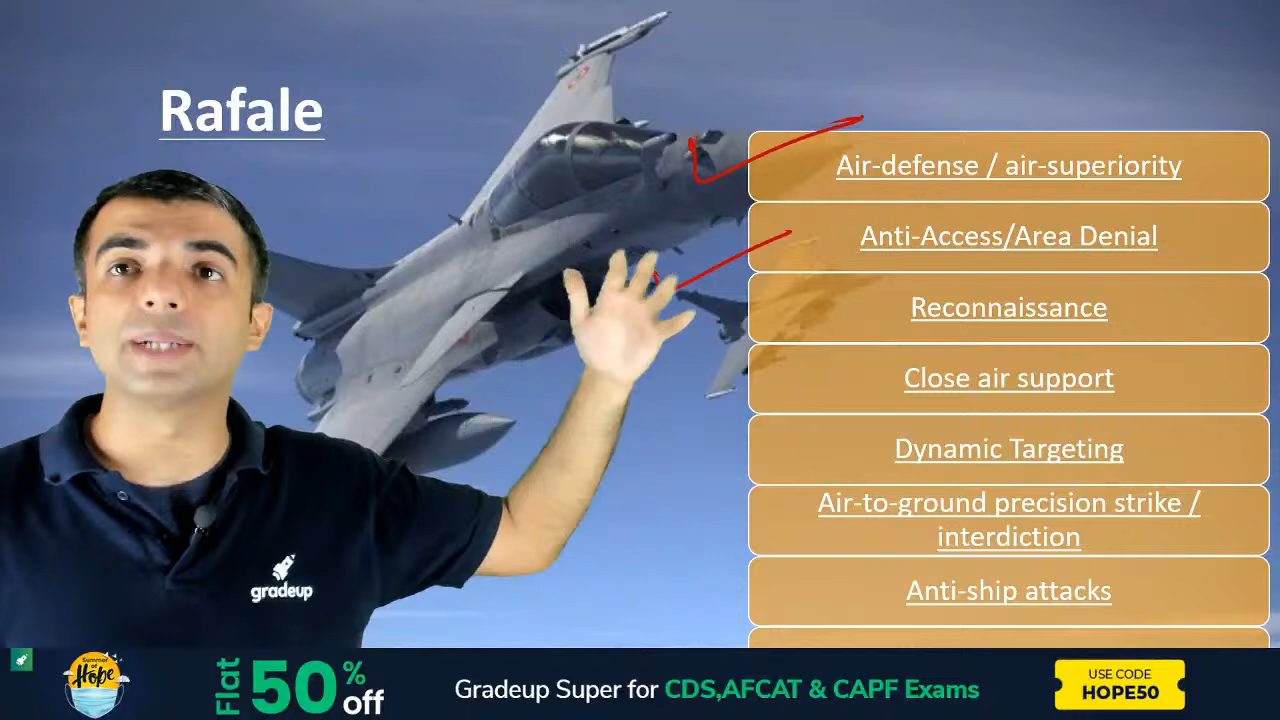 Rafale
Air-defense / air-superiority
Anti-Access/Area Denial
Reconnaissance
Close air support
Dynamic Targeting
Air-to-ground precision strike /
interdiction
Anti-ship attacks
gradeup
Summer
of
Hope
Flat
50%
off
Gradeup Super for CDS,AFCAT & CAPF Exams
USE CODE
HOPE50